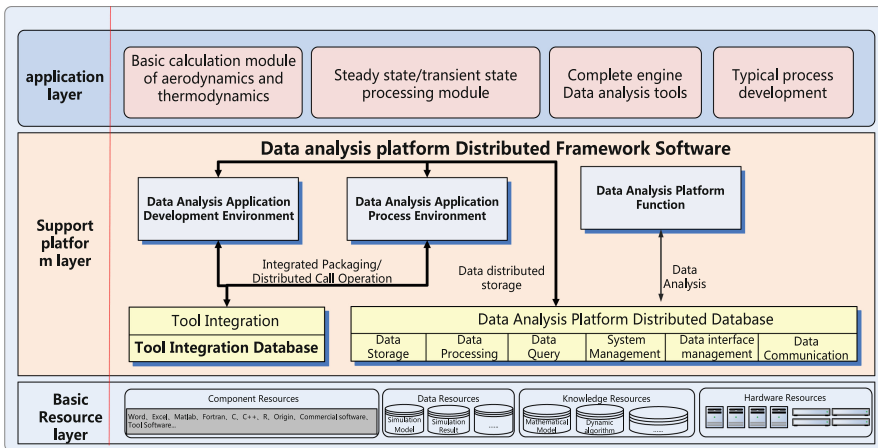 application
layer
Basic calculation module
of aerodynamics and
thermodynamics
Steady state/transient state
processing module
Complete engine
Data analysis tools
Typical process
development
Support
platfor
m layer
Data analysis platform Distributed Framework Software
Data Analysis Application
Development Environment
Data Analysis Application
Process Environment
Data Analysis Platform
Function
Integrated Packaging/
Distributed Call Operation
Data distributed
storage
Data
Analysis
Tool Integration
Tool Integration Database
Data Analysis Platform Distributed Database
Data
Storage
Data
Processing
Data
Query
System
Management
Data interface
management
Data
Communication
Basic
Resource
layer
Component Resources
Word、Excel、Matlab、Fortran、C、C++、R、Origin、Commercial software、
Tool Software...
Data Resources
Simulation
Model
Simulation
Result
......
Knowledge Resources
Mathematical
Model
Dynamic
algorithm
......
Hardware Resources